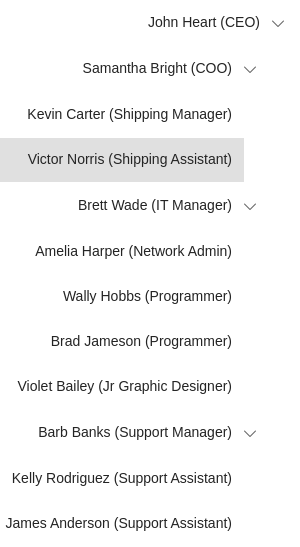 John Heart (CEO)
Samantha Bright (COO)
Kevin Carter (Shipping Manager)
Victor Norris (Shipping Assistant)
Brett Wade (IT Manager)
Amelia Harper (Network Admin)
Wally Hobbs (Programmer)
Brad Jameson (Programmer)
Violet Bailey (Jr Graphic Designer)
Barb Banks (Support Manager)
Kelly Rodriguez (Support Assistant)
James Anderson (Support Assistant)